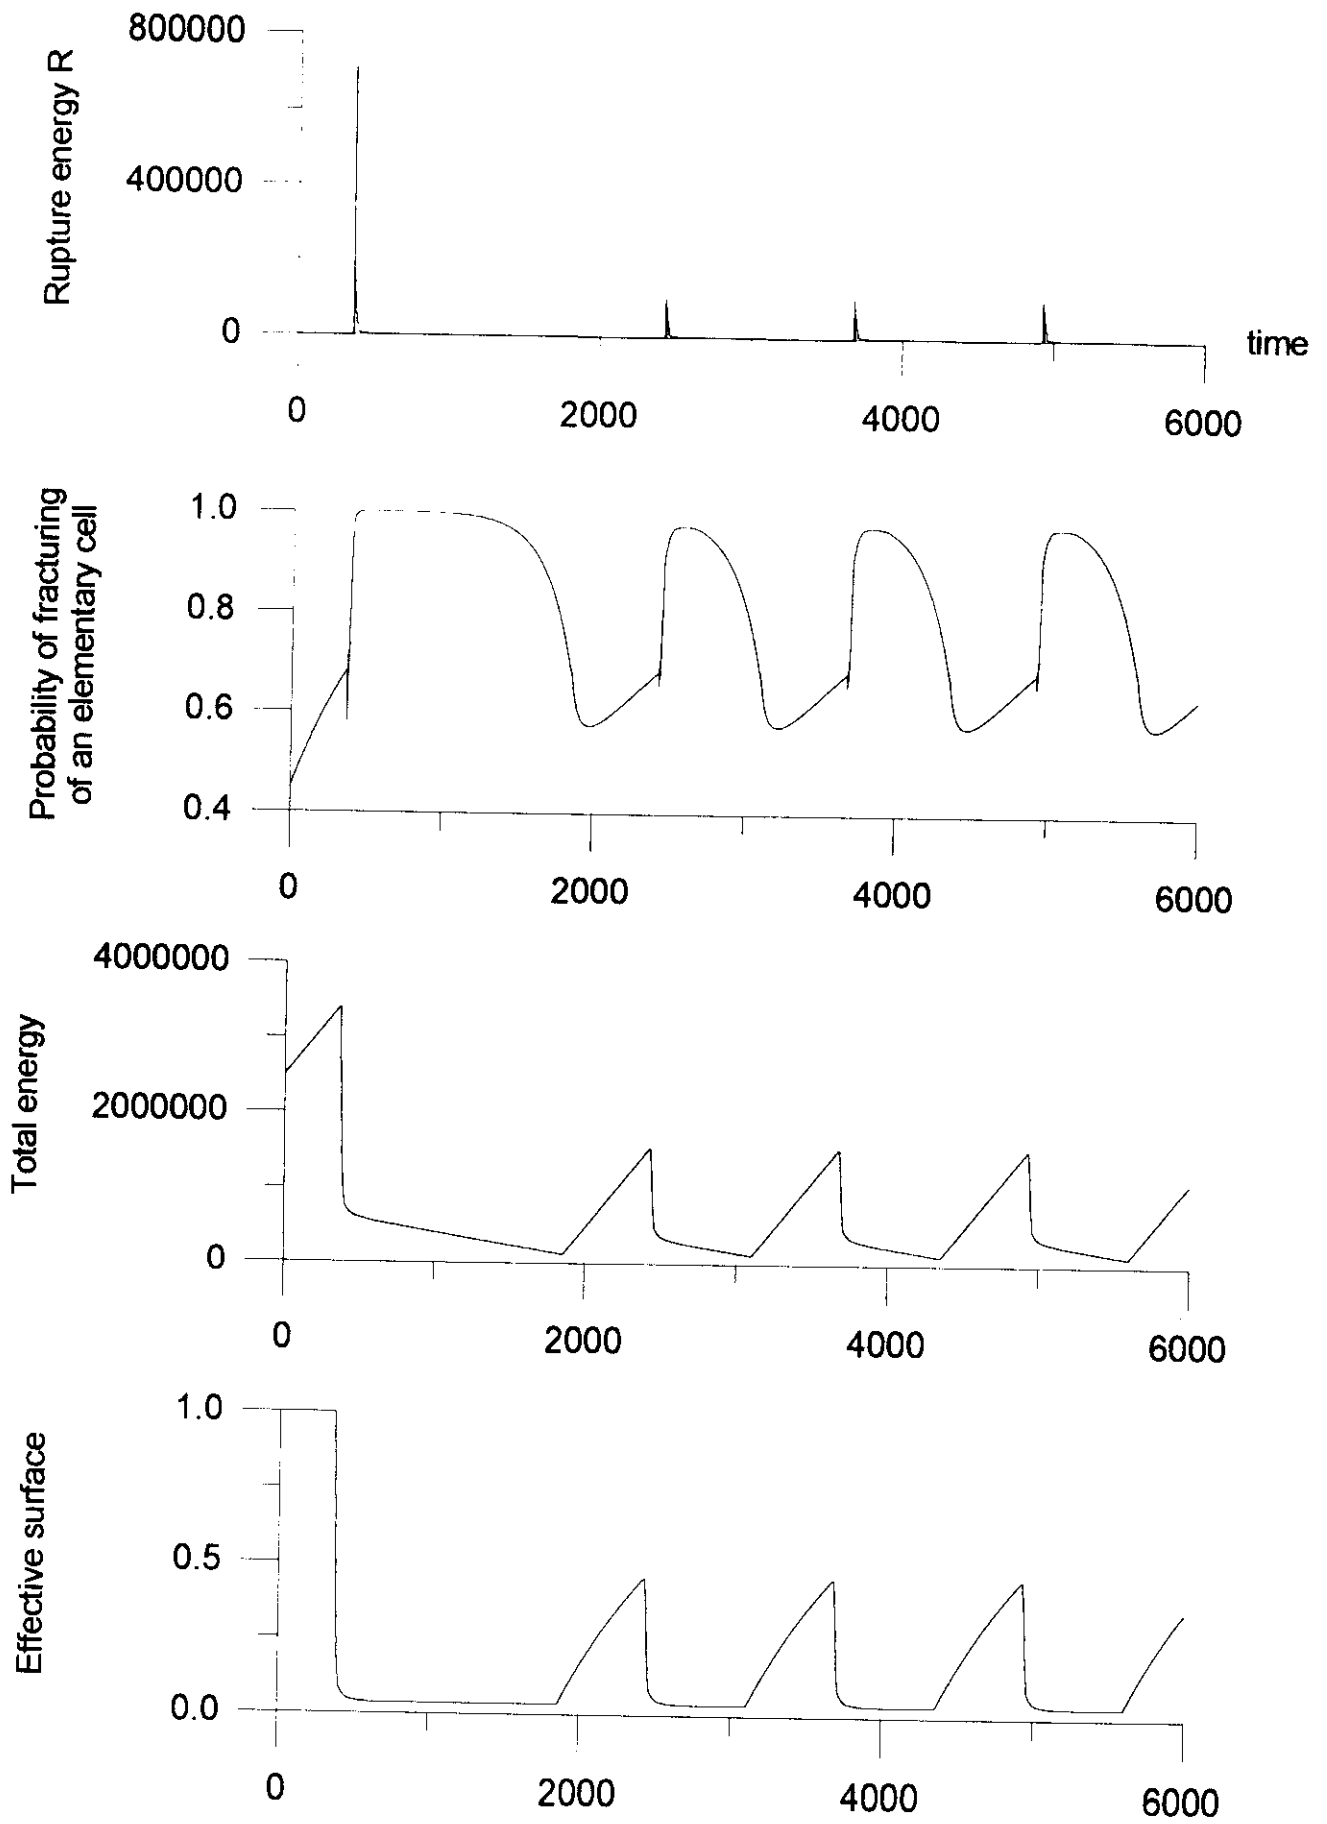 Rupture energy R
800000
400000
0
time
0 2000 4000 6000
Probability of fracturing
of an elementary cell
1.0
0.8
0.6
0.4
0 2000 4000 6000
Total energy
4000000
2000000
0
0 2000 4000 6000
Effective surface
1.0
0.5
0.0
0 2000 4000 6000